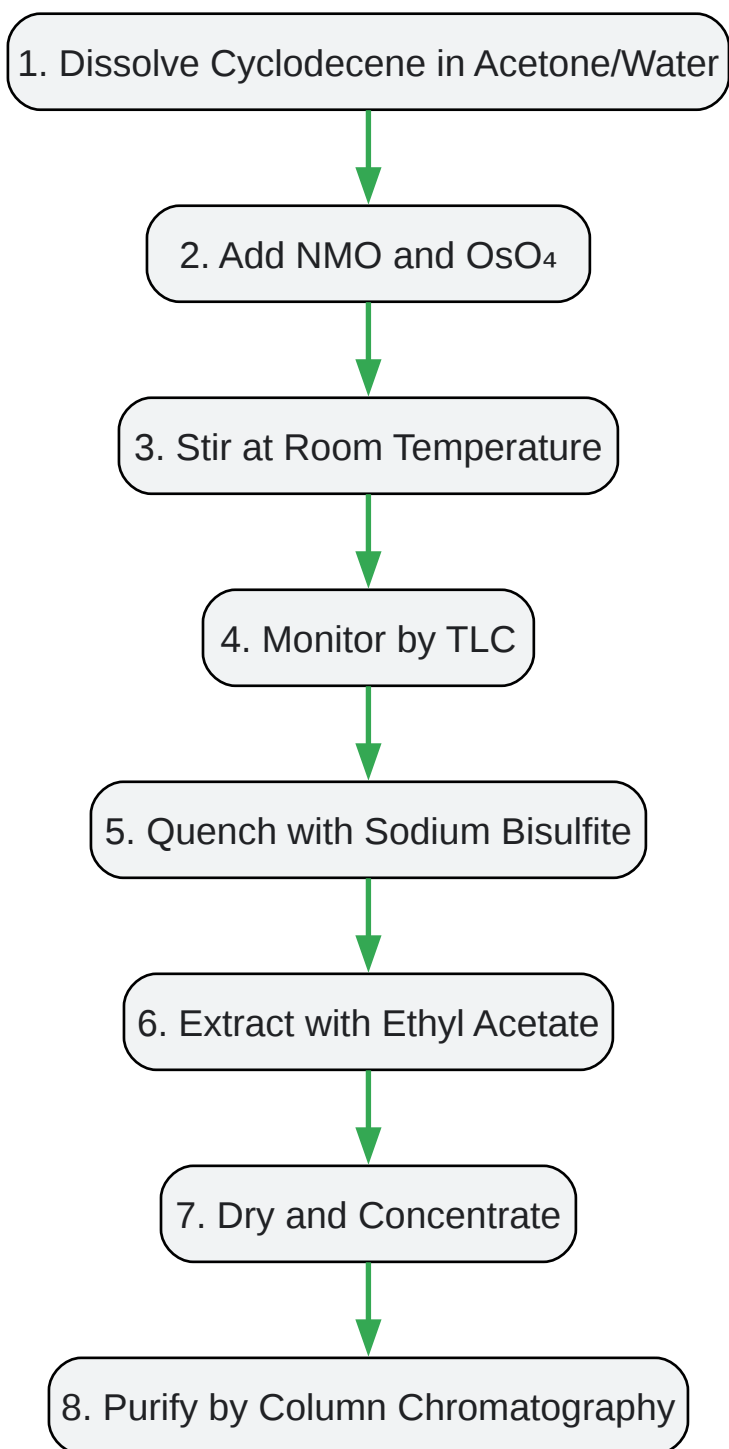 1. Dissolve Cyclodecene in Acetone/Water
2. Add NMO and OsO₄
3. Stir at Room Temperature
4. Monitor by TLC
5. Quench with Sodium Bisulfite
6. Extract with Ethyl Acetate
7. Dry and Concentrate
8. Purify by Column Chromatography